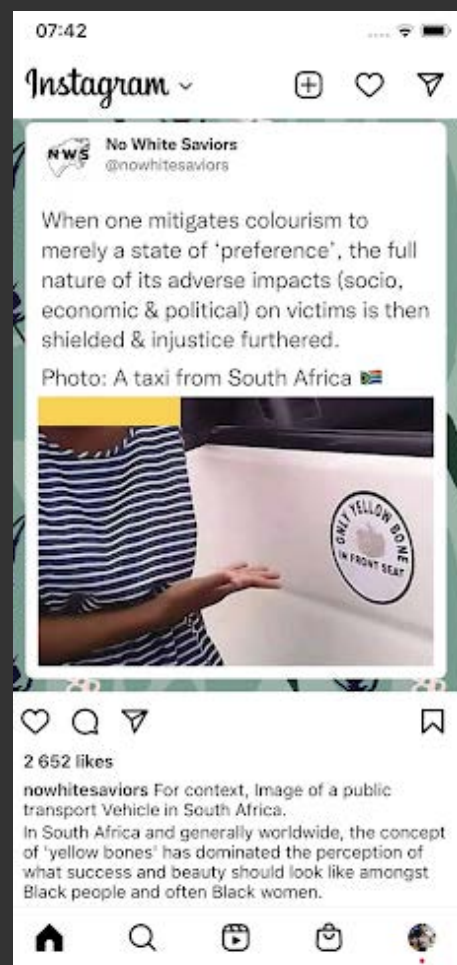 07:42
Instagram
NWS
No White Saviors
@nowhitesaviors
When one mitigates colourism to
merely a state of ‘preference’, the full
nature of its adverse impacts (socio,
economic & political) on victims is then
shielded & injustice furthered.
Photo: A taxi from South Africa 🇿🇦
ONLY YELLOW BONE
IN FRONT SEAT
2 652 likes
nowhitesaviors For context, Image of a public
transport Vehicle in South Africa.
In South Africa and generally worldwide, the concept
of ‘yellow bones’ has dominated the perception of
what success and beauty should look like amongst
Black people and often Black women.